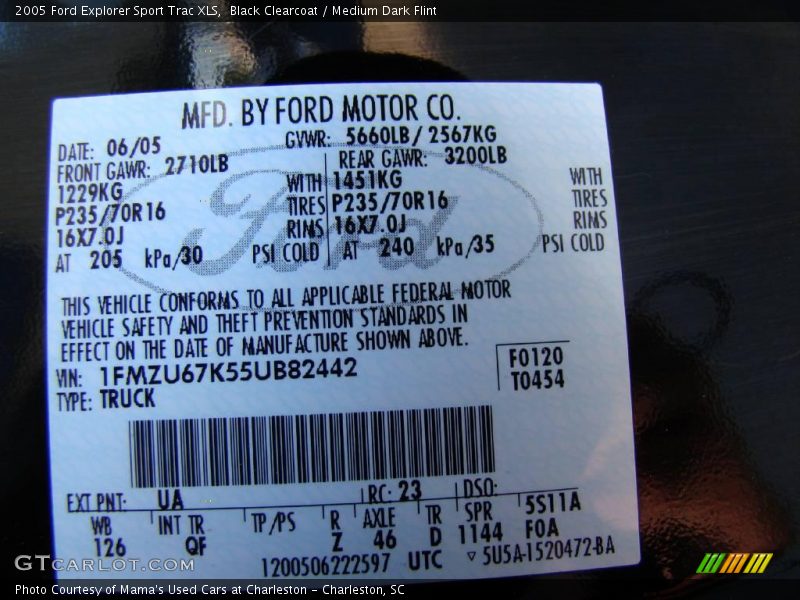 2005 Ford Explorer Sport Trac XLS,  Black Clearcoat / Medium Dark Flint
MFD. BY FORD MOTOR CO.
DATE: 06/05 GVWR: 5660LB / 2567KG
FRONT GAWR: 2710LB REAR GAWR: 3200LB
1229KG WITH 1451KG WITH
P235/70R16 TIRES P235/70R16 TIRES
16X7.0J RIMS 16X7.0J RIMS
AT 205 kPa/30 PSI COLD AT 240 kPa/35 PSI COLD
Ford
THIS VEHICLE CONFORMS TO ALL APPLICABLE FEDERAL MOTOR
VEHICLE SAFETY AND THEFT PREVENTION STANDARDS IN
EFFECT ON THE DATE OF MANUFACTURE SHOWN ABOVE.
VIN: 1FMZU67K55UB82442 F0120
TYPE: TRUCK T0454
EXT PNT: UA RC: 23 DSO:
WB INT TR TP/PS R AXLE TR SPR 5S11A
126 QF Z 46 D 1144 F0A
1200506222597 UTC ▽ 5U5A-1520472-BA
GTCARLOT.COM
Photo Courtesy of Mama's Used Cars at Charleston - Charleston, SC